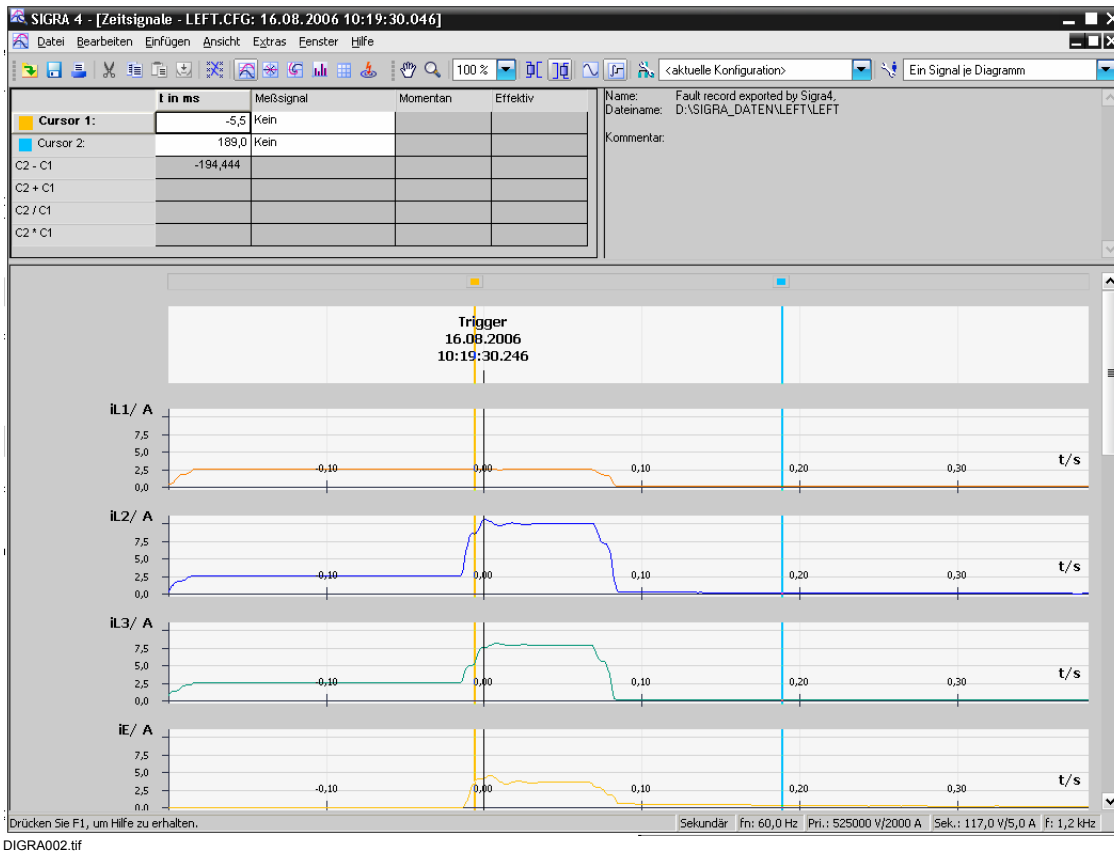 SIGRA 4 - [Zeitsignale - LEFT.CFG: 16.08.2006 10:19:30.046]
Datei Bearbeiten Einfügen Ansicht Extras Fenster Hilfe
100 % <aktuelle Konfiguration> Ein Signal je Diagramm
t in ms Meßsignal Momentan Effektiv
Cursor 1: -5,5 Kein
Cursor 2: 189,0 Kein
C2 - C1 -194,444
C2 + C1
C2 / C1
C2 * C1
Name: Fault record exported by Sigra4,
Dateiname: D:\SIGRA_DATEN\LEFT\LEFT
Kommentar:
Trigger
16.08.2006
10:19:30.246
iL1/ A
7,5
5,0
2,5
0,0
-0,10 0,00 0,10 0,20 0,30
t/s
iL2/ A
7,5
5,0
2,5
0,0
-0,10 0,00 0,10 0,20 0,30
t/s
iL3/ A
7,5
5,0
2,5
0,0
-0,10 0,00 0,10 0,20 0,30
t/s
iE/ A
7,5
5,0
2,5
0,0
-0,10 0,00 0,10 0,20 0,30
t/s
Drücken Sie F1, um Hilfe zu erhalten.
Sekundär fn: 60,0 Hz Pri.: 525000 V/2000 A Sek.: 117,0 V/5,0 A f: 1,2 kHz
DIGRA002.tif